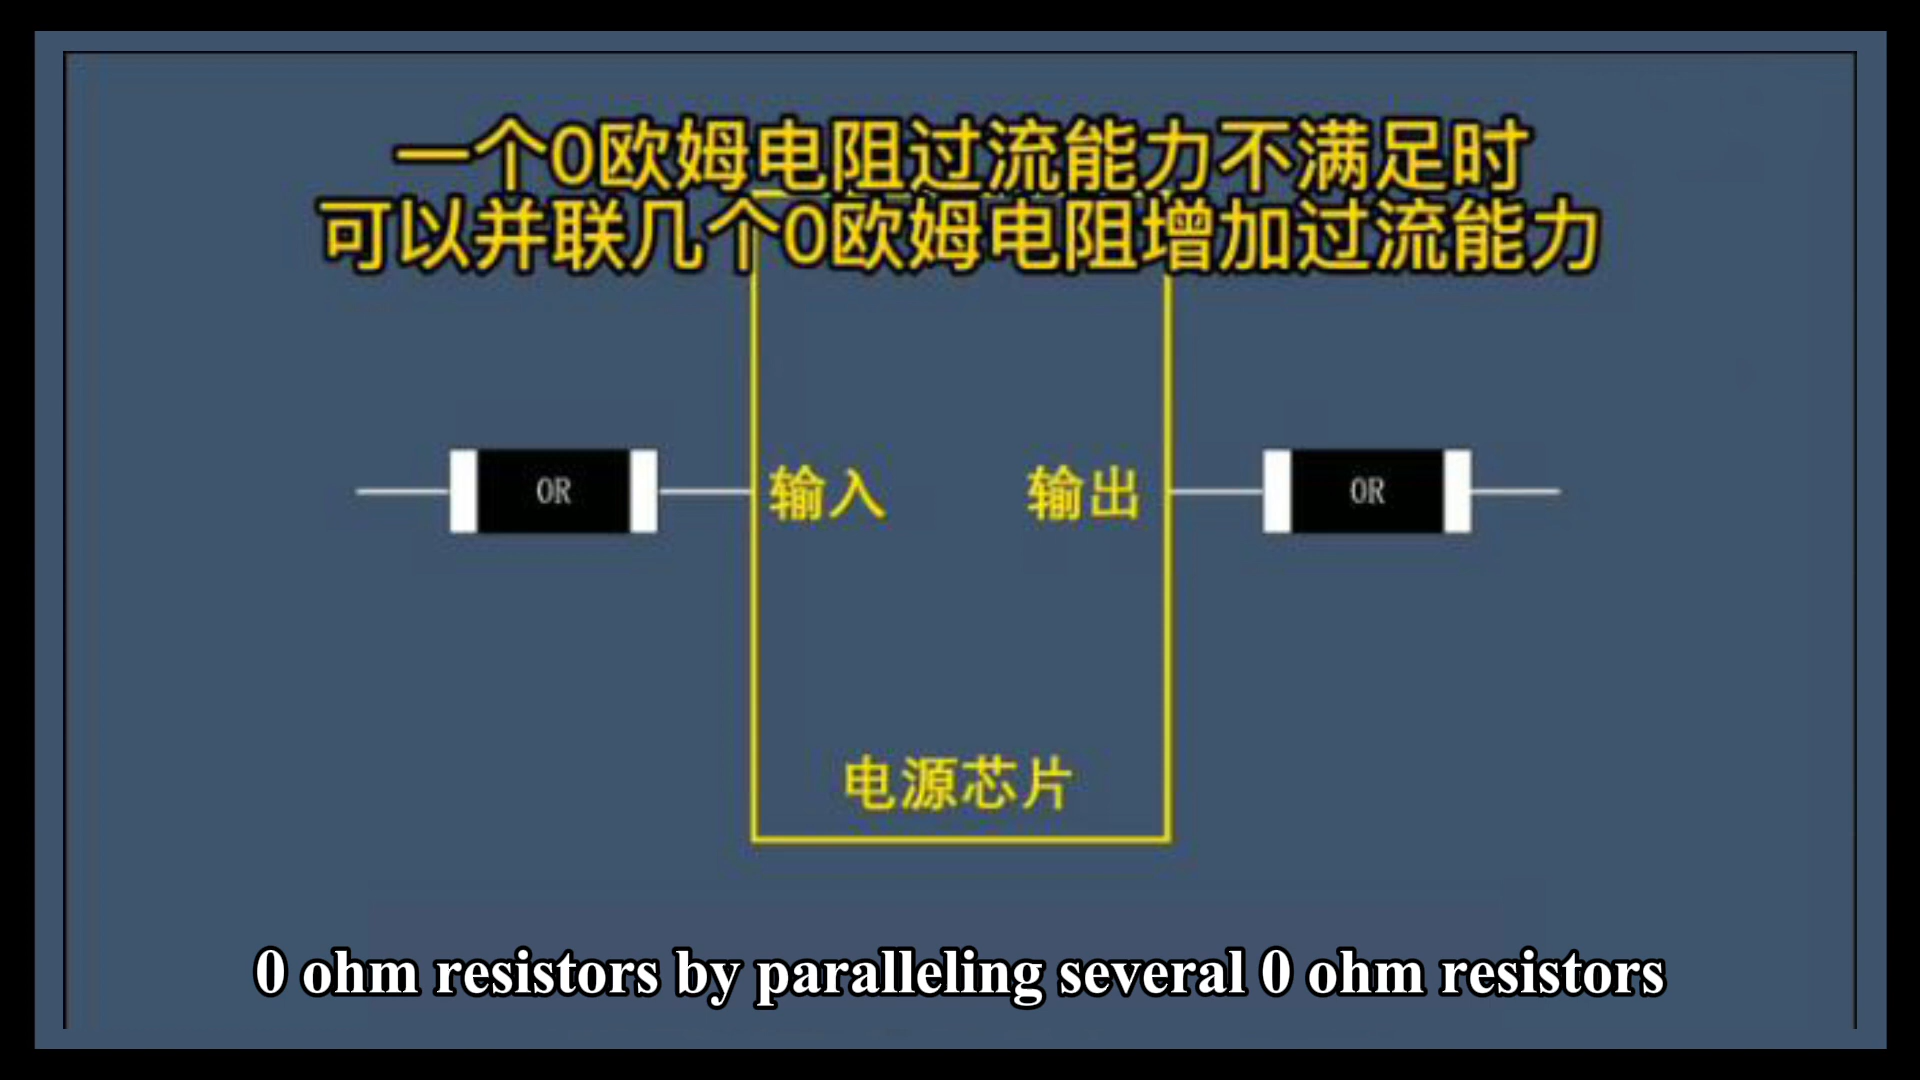 一个0欧姆电阻过流能力不满足时
可以并联几个0欧姆电阻增加过流能力
0R 输入 输出 0R
电源芯片
0 ohm resistors by paralleling several 0 ohm resistors